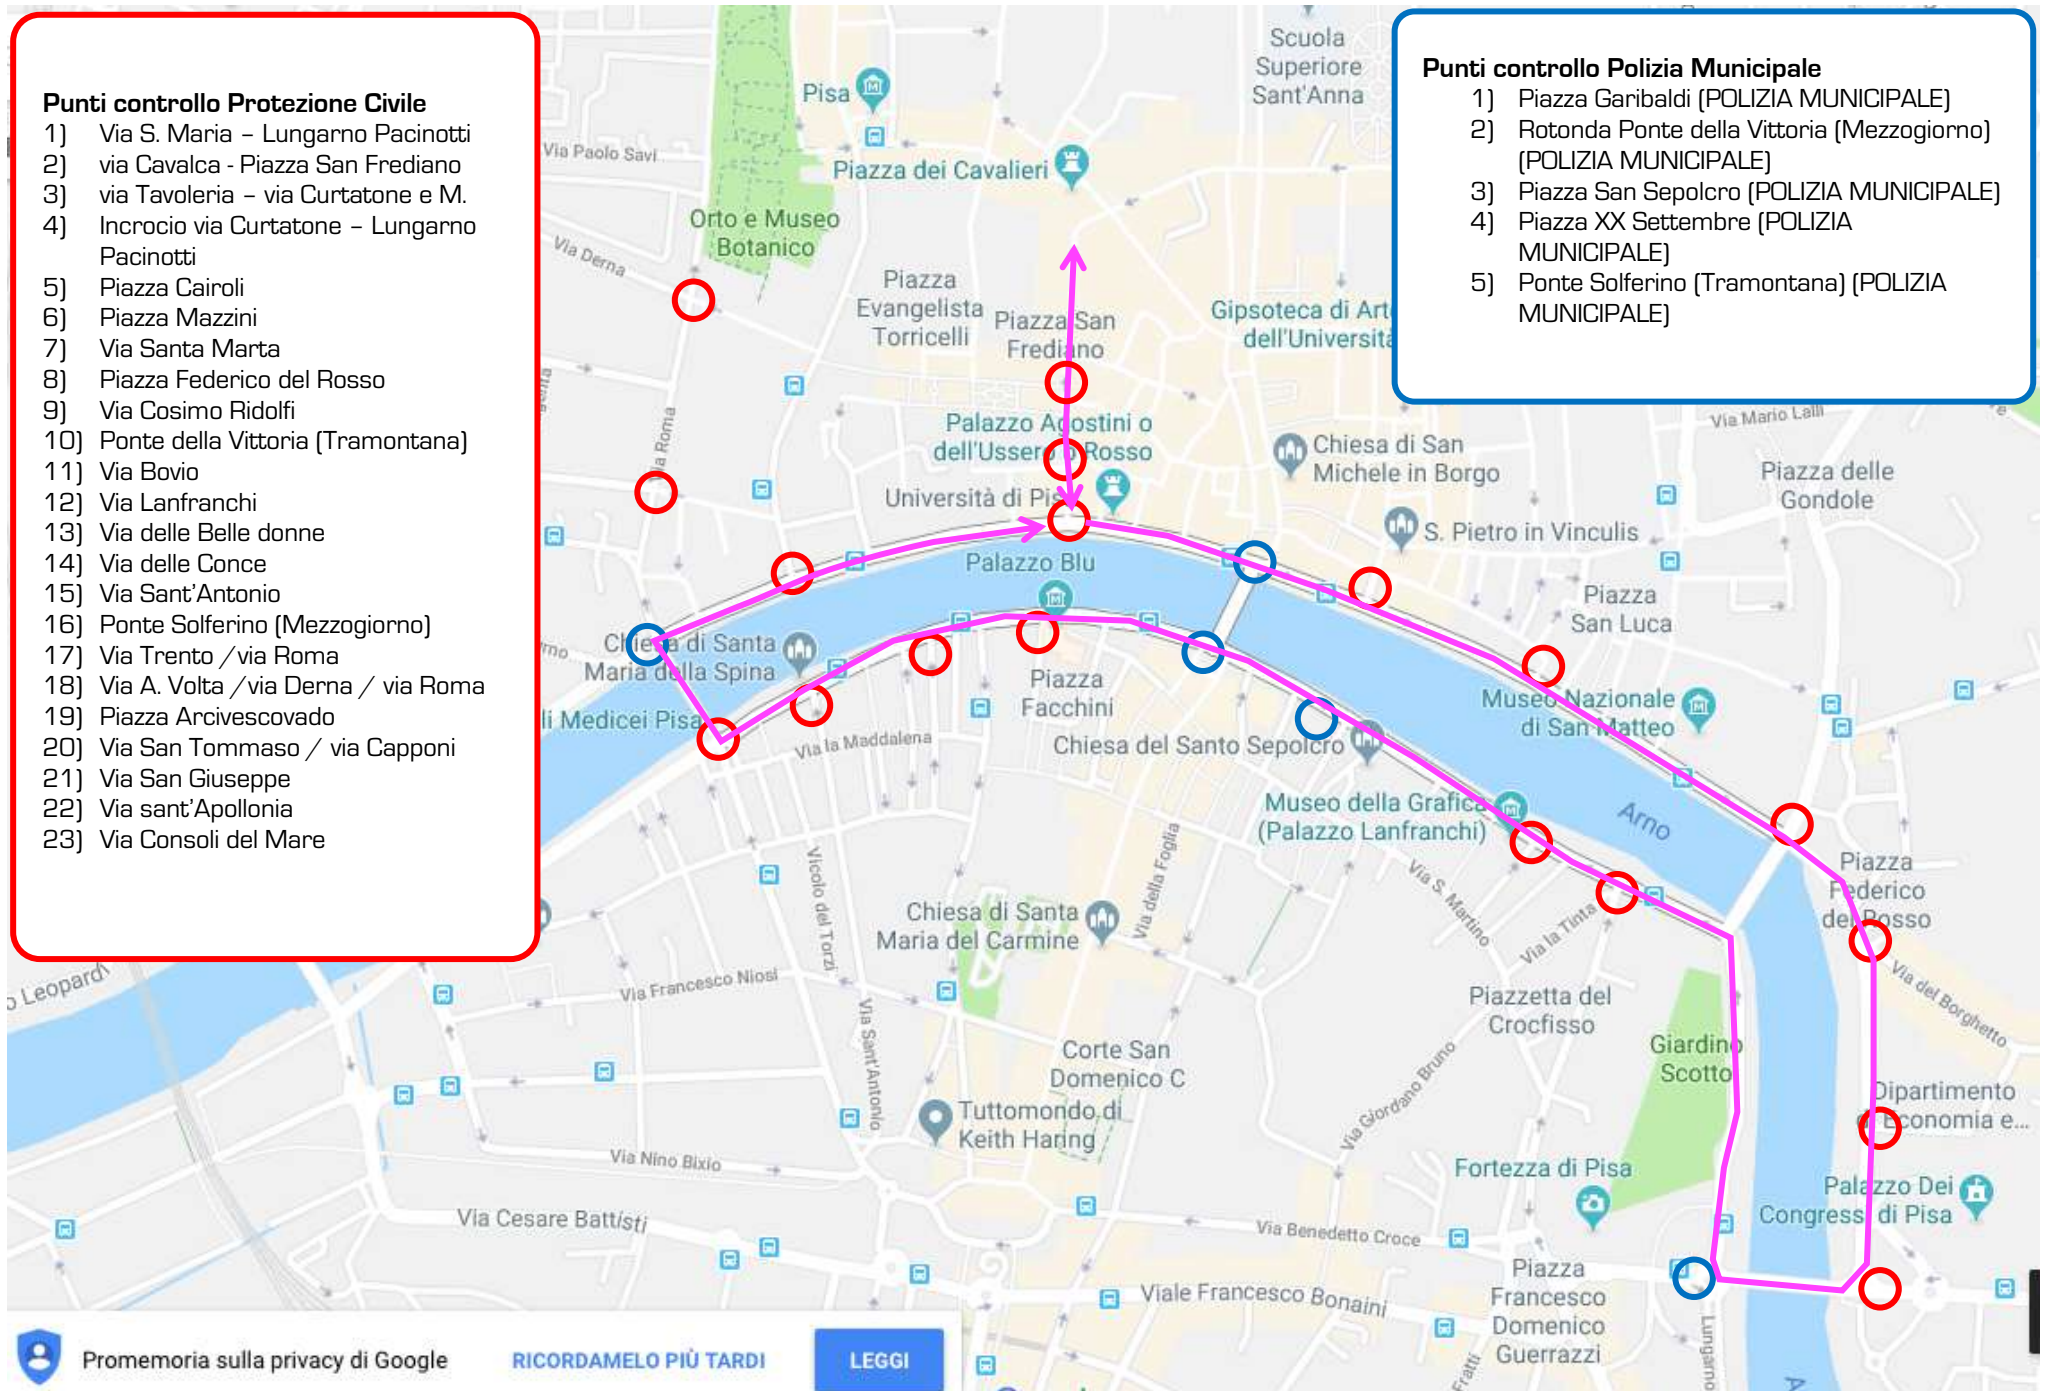 Punti controllo Protezione Civile
1) Via S. Maria – Lungarno Pacinotti
2) via Cavalca - Piazza San Frediano
3) via Tavoleria – via Curtatone e M.
4) Incrocio via Curtatone – Lungarno
Pacinotti
5) Piazza Cairoli
6) Piazza Mazzini
7) Via Santa Marta
8) Piazza Federico del Rosso
9) Via Cosimo Ridolfi
10) Ponte della Vittoria (Tramontana)
11) Via Bovio
12) Via Lanfranchi
13) Via delle Belle donne
14) Via delle Conce
15) Via Sant'Antonio
16) Ponte Solferino (Mezzogiorno)
17) Via Trento /via Roma
18) Via A. Volta /via Derna / via Roma
19) Piazza Arcivescovado
20) Via San Tommaso / via Capponi
21) Via San Giuseppe
22) Via sant'Apollonia
23) Via Consoli del Mare
Punti controllo Polizia Municipale
1) Piazza Garibaldi (POLIZIA MUNICIPALE)
2) Rotonda Ponte della Vittoria (Mezzogiorno)
(POLIZIA MUNICIPALE)
3) Piazza San Sepolcro (POLIZIA MUNICIPALE)
4) Piazza XX Settembre (POLIZIA
MUNICIPALE)
5) Ponte Solferino (Tramontana) (POLIZIA
MUNICIPALE)
Scuola
Superiore
Sant'Anna
Pisa
Via Paolo Savi
Piazza dei Cavalieri
Orto e Museo
Botanico
Via Derna
Piazza
Evangelista
Torricelli
Piazza San
Frediano
Gipsoteca di Art
dell'Università
Via Roma
Palazzo Agostini o
dell'Ussero o Rosso
Chiesa di San
Michele in Borgo
Via Mario Lalli
Piazza delle
Gondole
Università di Pis
S. Pietro in Vinculis
Palazzo Blu
Piazza
San Luca
Chiesa di Santa
Maria della Spina
Piazza
Facchini
Museo Nazionale
di San Matteo
li Medicei Pisa
Via la Maddalena
Chiesa del Santo Sepolcro
Museo della Grafica
(Palazzo Lanfranchi)
Arno
Piazza
Federico
del Rosso
Vicolo del Torzi
Via della Foglia
Via S. Martino
Via la Tinta
Chiesa di Santa
Maria del Carmine
o Leopardi
Via Francesco Niosi
Via Sant'Antonio
Piazzetta del
Crocfisso
Via del Borghetto
Giardino
Scotto
Corte San
Domenico C
Via Giordano Bruno
Dipartimento
d'Economia e...
Tuttomondo di
Keith Haring
Via Nino Bixio
Fortezza di Pisa
Palazzo Dei
Congressi di Pisa
Via Cesare Battisti
Via Benedetto Croce
Viale Francesco Bonaini
Piazza
Francesco
Domenico
Guerrazzi
Lungarno
Fratti
A
Promemoria sulla privacy di Google
RICORDAMELO PIÙ TARDI
LEGGI